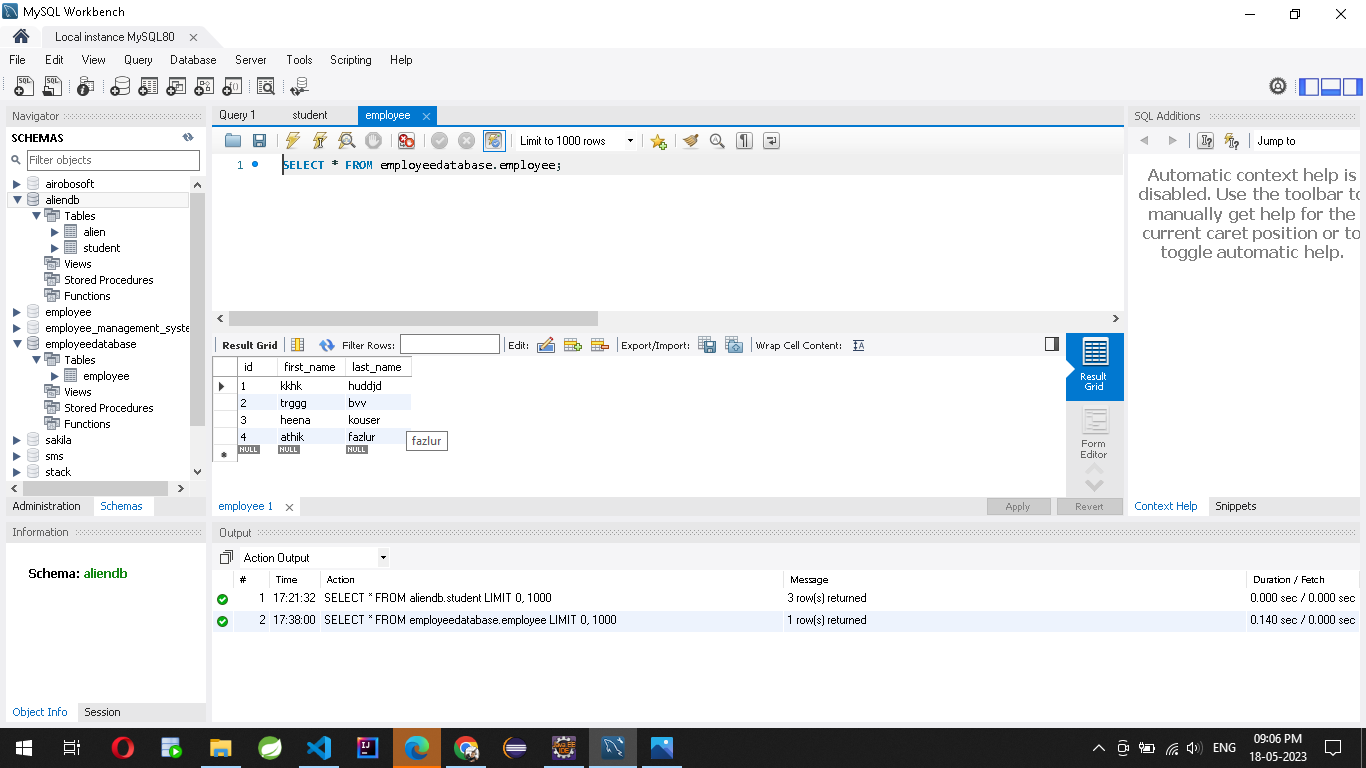 MySQL Workbench
Local instance MySQL80
File Edit View Query Database Server Tools Scripting Help
Navigator
SCHEMAS
Filter objects
airobosoft
aliendb
Tables
alien
student
Views
Stored Procedures
Functions
employee
employee_management_syste
employeedatabase
Tables
employee
Views
Stored Procedures
Functions
sakila
sms
stack
Administration Schemas
Information
Schema: aliendb
Object Info Session
Query 1 student employee
Limit to 1000 rows
1 SELECT * FROM employeedatabase.employee;
Result Grid Filter Rows: Edit: Export/Import: Wrap Cell Content:
id first_name last_name
1 kkhk huddjd
2 trggg bvv
3 heena kouser
4 athik fazlur
NULL NULL NULL
fazlur
Result
Grid
Form
Editor
employee 1
Apply Revert
SQL Additions
Jump to
Automatic context help is
disabled. Use the toolbar to
manually get help for the
current caret position or to
toggle automatic help.
Context Help Snippets
Output
Action Output
# Time Action Message Duration / Fetch
1 17:21:32 SELECT * FROM aliendb.student LIMIT 0, 1000 3 row(s) returned 0.000 sec / 0.000 sec
2 17:38:00 SELECT * FROM employeedatabase.employee LIMIT 0, 1000 1 row(s) returned 0.140 sec / 0.000 sec
ENG
09:06 PM
18-05-2023